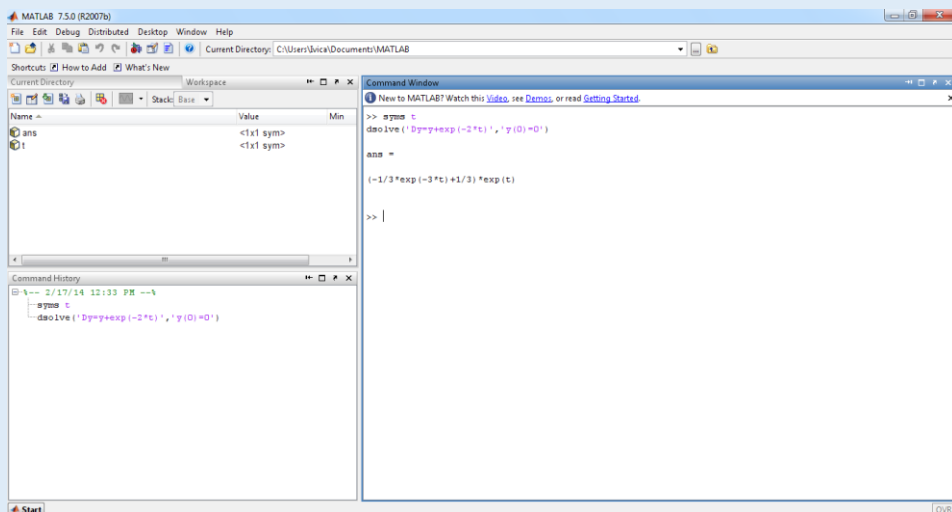 MATLAB 7.5.0 (R2007b)
File Edit Debug Distributed Desktop Window Help
Current Directory: C:\Users\Ivica\Documents\MATLAB
Shortcuts How to Add What's New
Current Directory Workspace
Stack: Base
Name Value Min
ans <1x1 sym>
t <1x1 sym>
Command History
%-- 2/17/14 12:33 PM --%
syms t
dsolve('Dy=y+exp(-2*t)','y(0)=0')
Command Window
New to MATLAB? Watch this Video, see Demos, or read Getting Started.
>> syms t
dsolve('Dy=y+exp(-2*t)','y(0)=0')
ans =
(-1/3*exp(-3*t)+1/3)*exp(t)
>>
Start
OVR